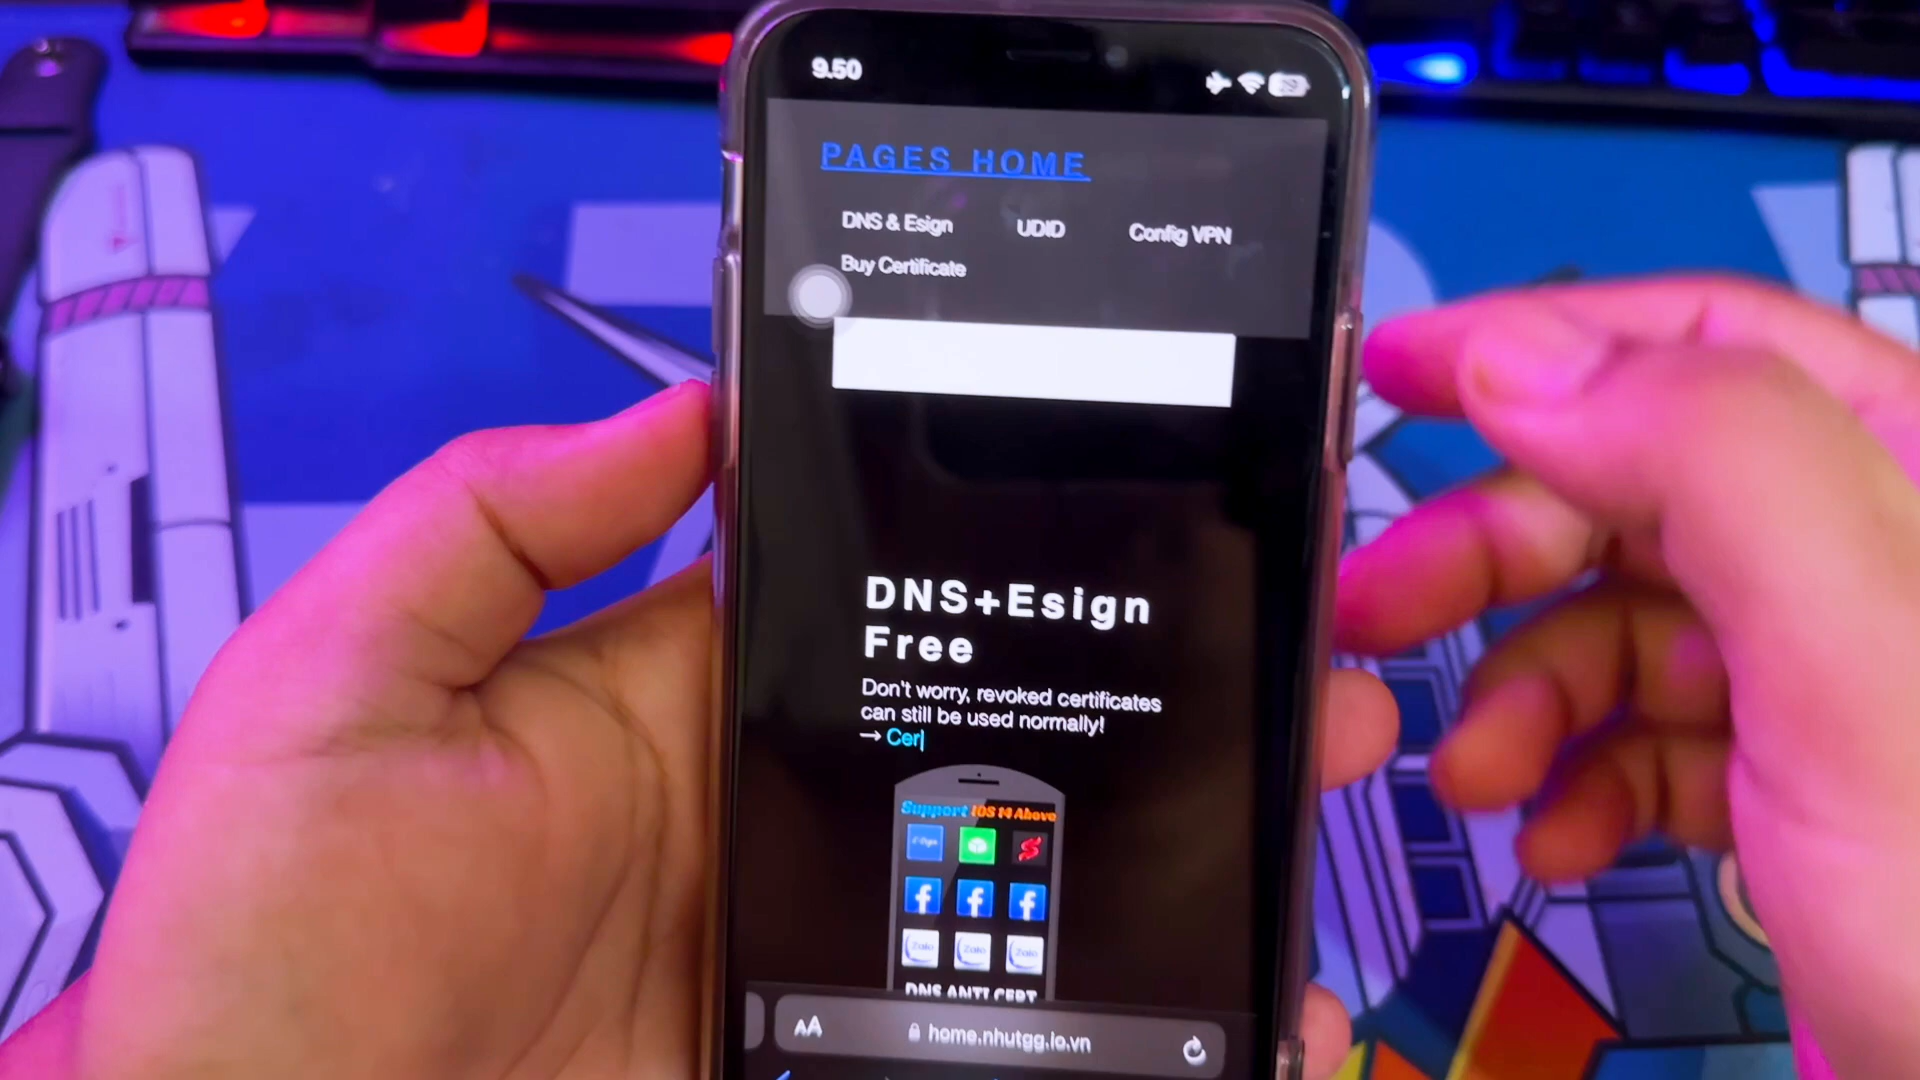 9.50
PAGES HOME
DNS & Esign UDID Config VPN
Buy Certificate
DNS+Esign
Free
Don't worry, revoked certificates
can still be used normally!
→ Cer
Support IOS 14 Above
Zalo Zalo Zalo
DNS ANTI CERT
AA home.nhutgg.io.vn